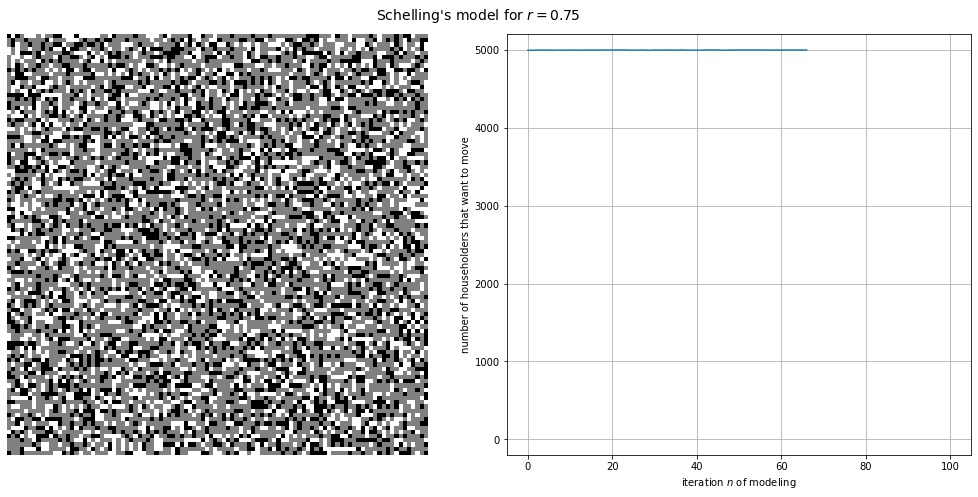 Schelling's model for r = 0.75
number of householders that want to move
5000
4000
3000
2000
1000
0
0 20 40 60 80 100
iteration n of modeling